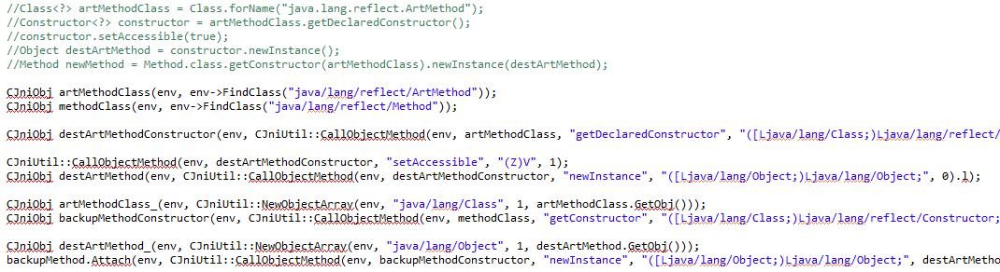 //Class<?> artMethodClass = Class.forName("java.lang.reflect.ArtMethod");
//Constructor<?> constructor = artMethodClass.getDeclaredConstructor();
//constructor.setAccessible(true);
//Object destArtMethod = constructor.newInstance();
//Method newMethod = Method.class.getConstructor(artMethodClass).newInstance(destArtMethod);
CJniObj artMethodClass(env, env->FindClass("java/lang/reflect/ArtMethod"));
CJniObj methodClass(env, env->FindClass("java/lang/reflect/Method"));
CJniObj destArtMethodConstructor(env, CJniUtil::CallObjectMethod(env, artMethodClass, "getDeclaredConstructor", "([Ljava/lang/Class;)Ljava/lang/reflect/
CJniUtil::CallObjectMethod(env, destArtMethodConstructor, "setAccessible", "(Z)V", 1);
CJniObj destArtMethod(env, CJniUtil::CallObjectMethod(env, destArtMethodConstructor, "newInstance", "([Ljava/lang/Object;)Ljava/lang/Object;", 0).l);
CJniObj artMethodClass_(env, CJniUtil::NewObjectArray(env, "java/lang/Class", 1, artMethodClass.GetObj()));
CJniObj backupMethodConstructor(env, CJniUtil::CallObjectMethod(env, methodClass, "getConstructor", "([Ljava/lang/Class;)Ljava/lang/reflect/Constructor;
CJniObj destArtMethod_(env, CJniUtil::NewObjectArray(env, "java/lang/Object", 1, destArtMethod.GetObj()));
backupMethod.Attach(env, CJniUtil::CallObjectMethod(env, backupMethodConstructor, "newInstance", "([Ljava/lang/Object;)Ljava/lang/Object;", destArtMetho